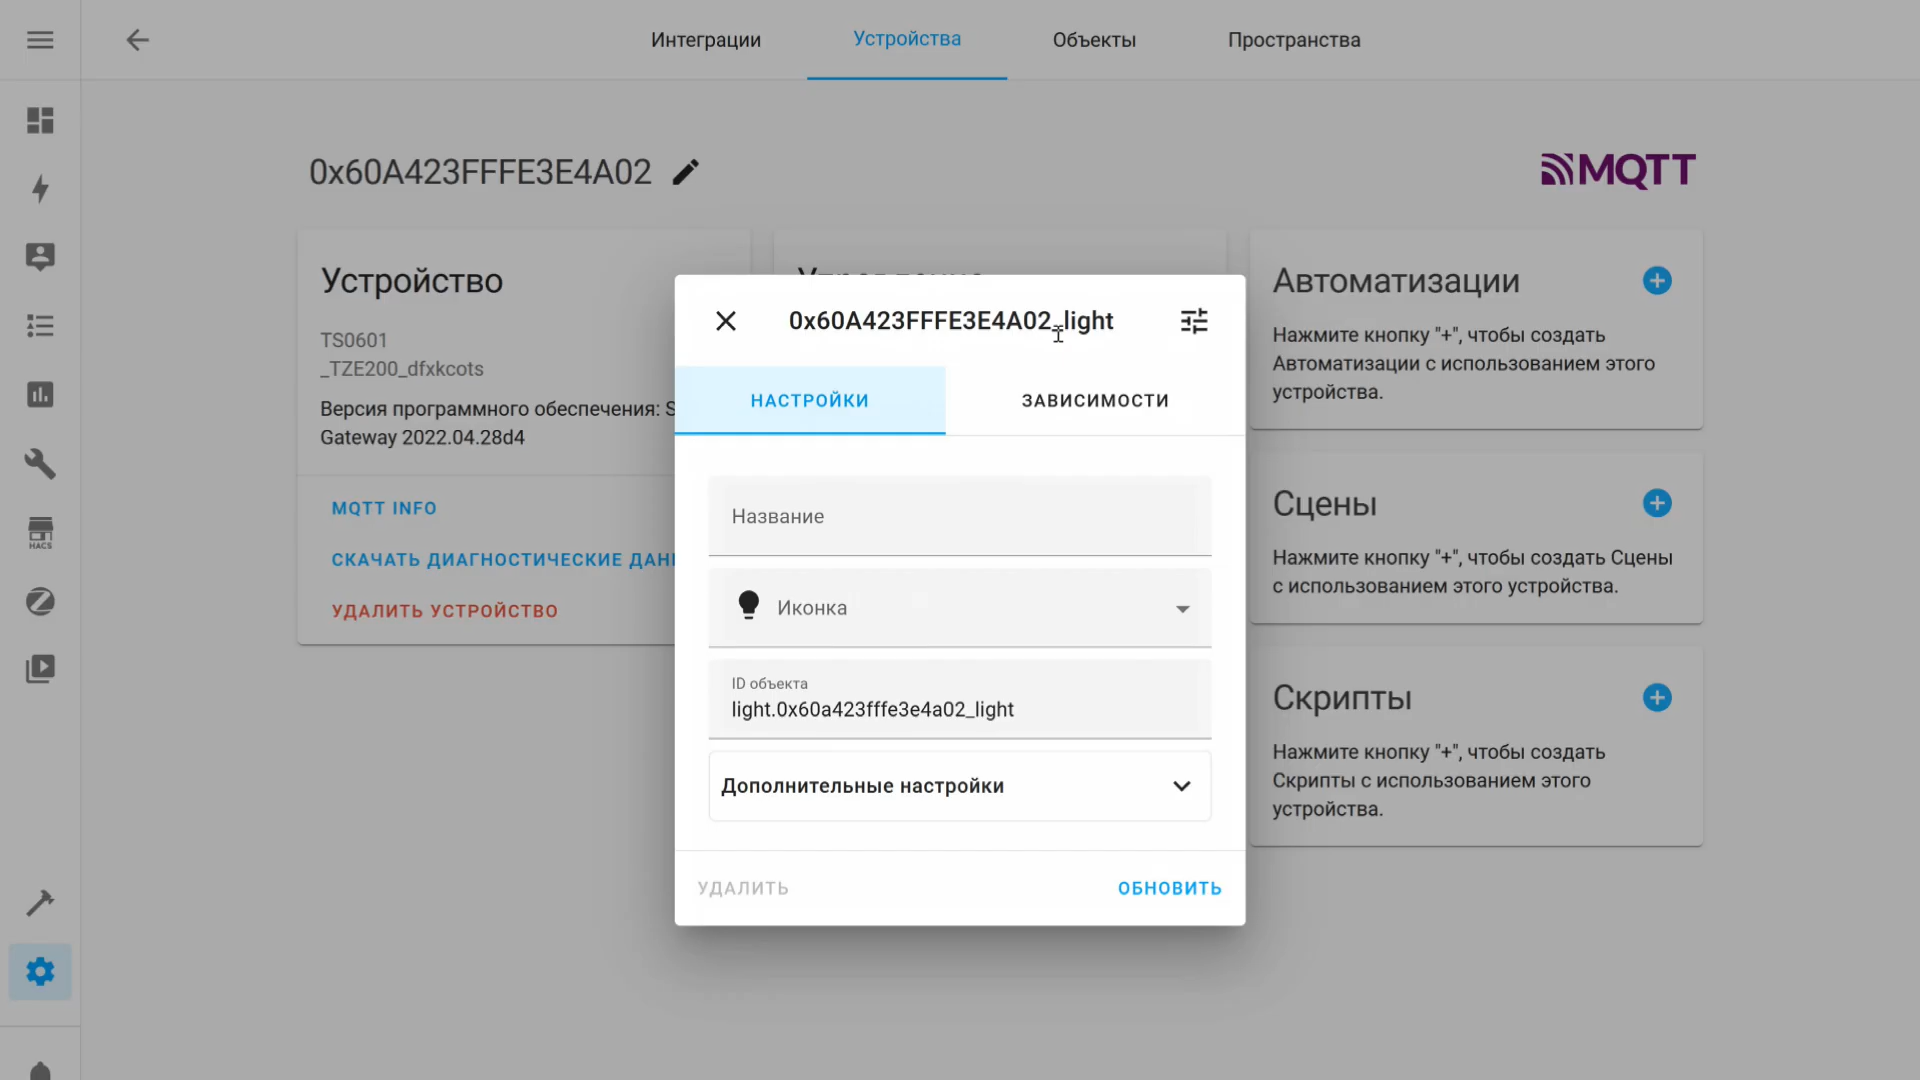 Интеграции
Устройства
Объекты
Пространства
0x60A423FFFE3E4A02
MQTT
Устройство
TS0601
_TZE200_dfxkcots
Версия программного обеспечения: S
Gateway 2022.04.28d4
MQTT INFO
СКАЧАТЬ ДИАГНОСТИЧЕСКИЕ ДАНН
УДАЛИТЬ УСТРОЙСТВО
0x60A423FFFE3E4A02_light
НАСТРОЙКИ
ЗАВИСИМОСТИ
Название
Иконка
ID объекта
light.0x60a423fffe3e4a02_light
Дополнительные настройки
УДАЛИТЬ
ОБНОВИТЬ
Автоматизации
Нажмите кнопку "+", чтобы создать
Автоматизации с использованием этого
устройства.
Сцены
Нажмите кнопку "+", чтобы создать Сцены
с использованием этого устройства.
Скрипты
Нажмите кнопку "+", чтобы создать
Скрипты с использованием этого
устройства.
HACS